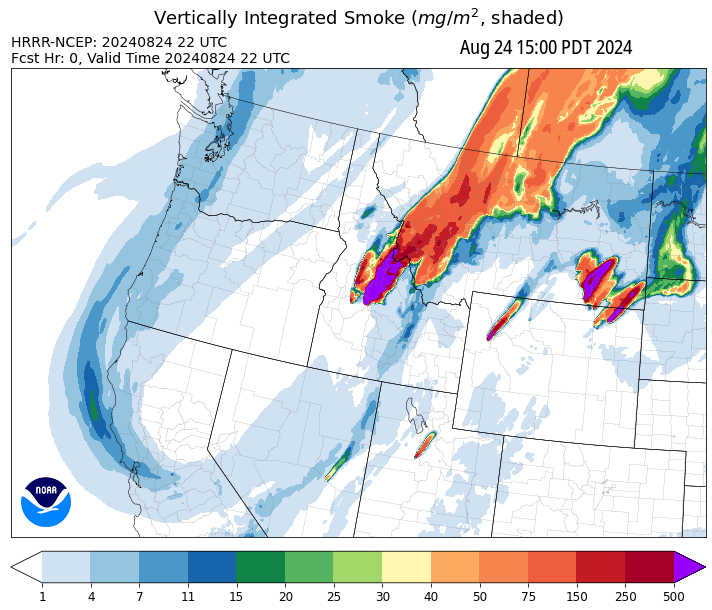 Vertically Integrated Smoke (mg/m², shaded)
HRRR-NCEP: 20240824 22 UTC
Aug 24 15:00 PDT 2024
Fcst Hr: 0, Valid Time 20240824 22 UTC
NOAA
1 4 7 11 15 20 25 30 40 50 75 150 250 500